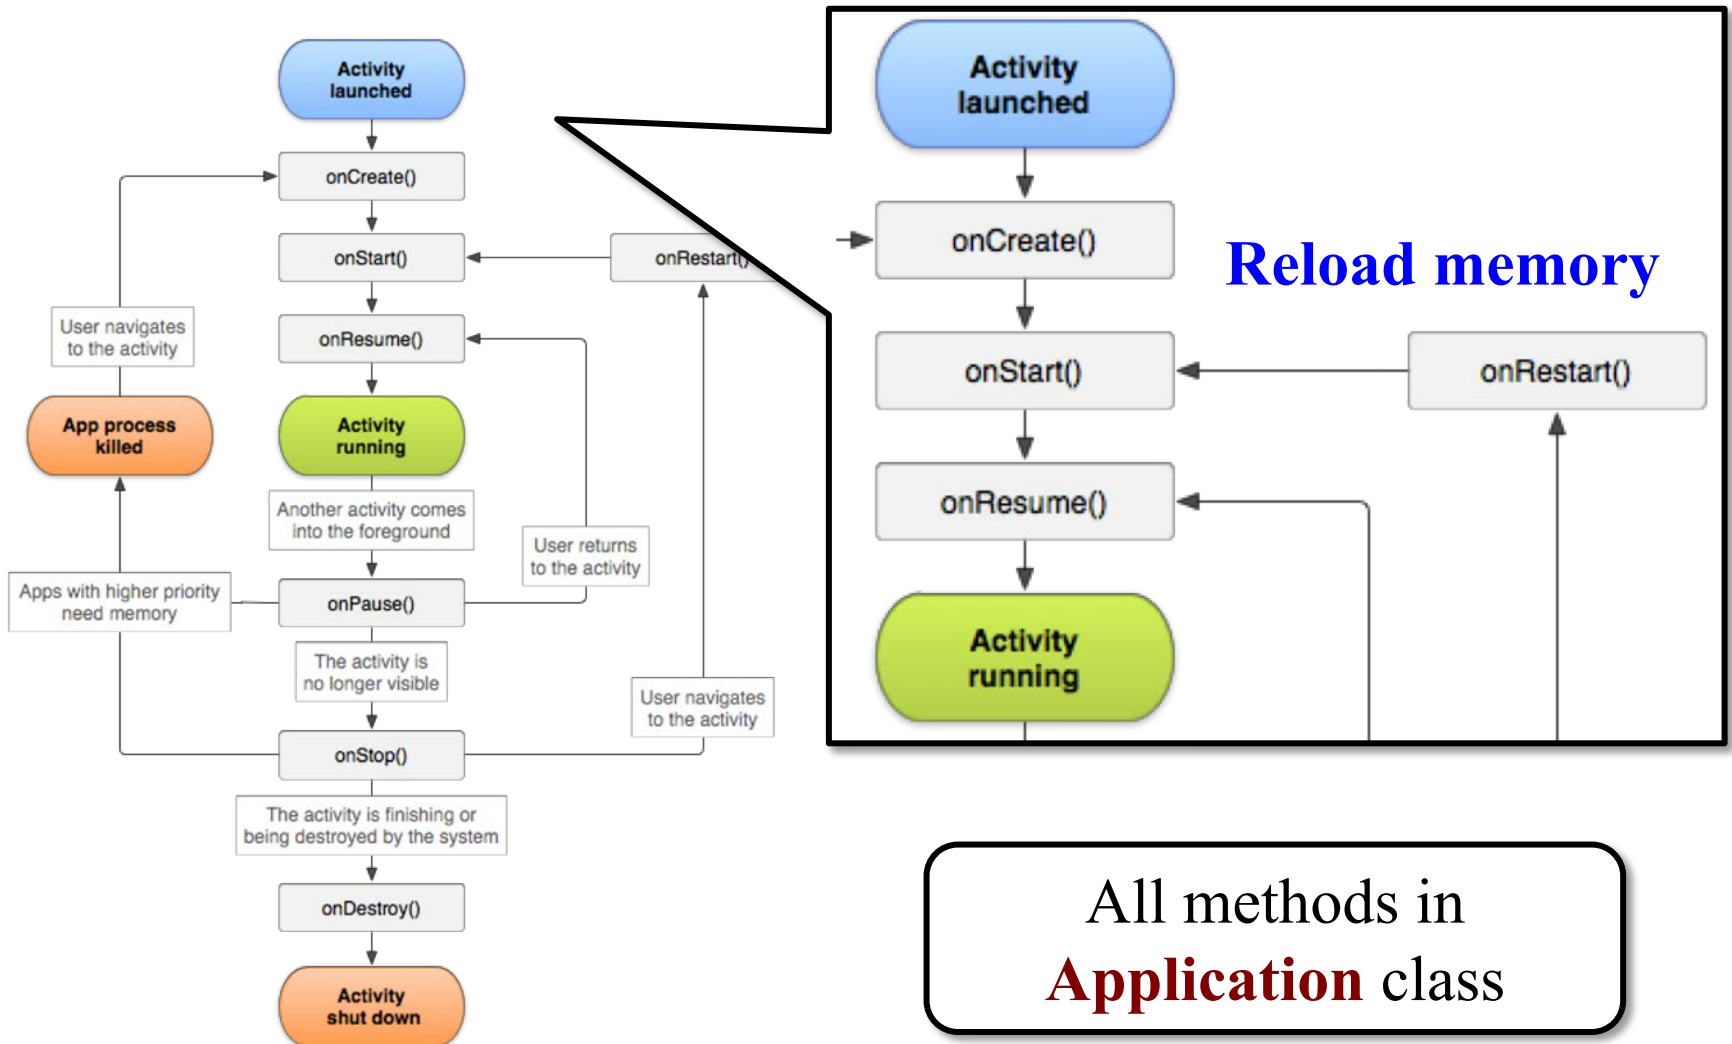 Activity
launched
onCreate()
onStart()
onRestart()
User navigates
to the activity
onResume()
App process
killed
Activity
running
Another activity comes
into the foreground
User returns
to the activity
Apps with higher priority
need memory
onPause()
The activity is
no longer visible
User navigates
to the activity
onStop()
The activity is finishing or
being destroyed by the system
onDestroy()
Activity
shut down
Activity
launched
onCreate()
Reload memory
onStart()
onRestart()
onResume()
Activity
running
All methods in
Application class